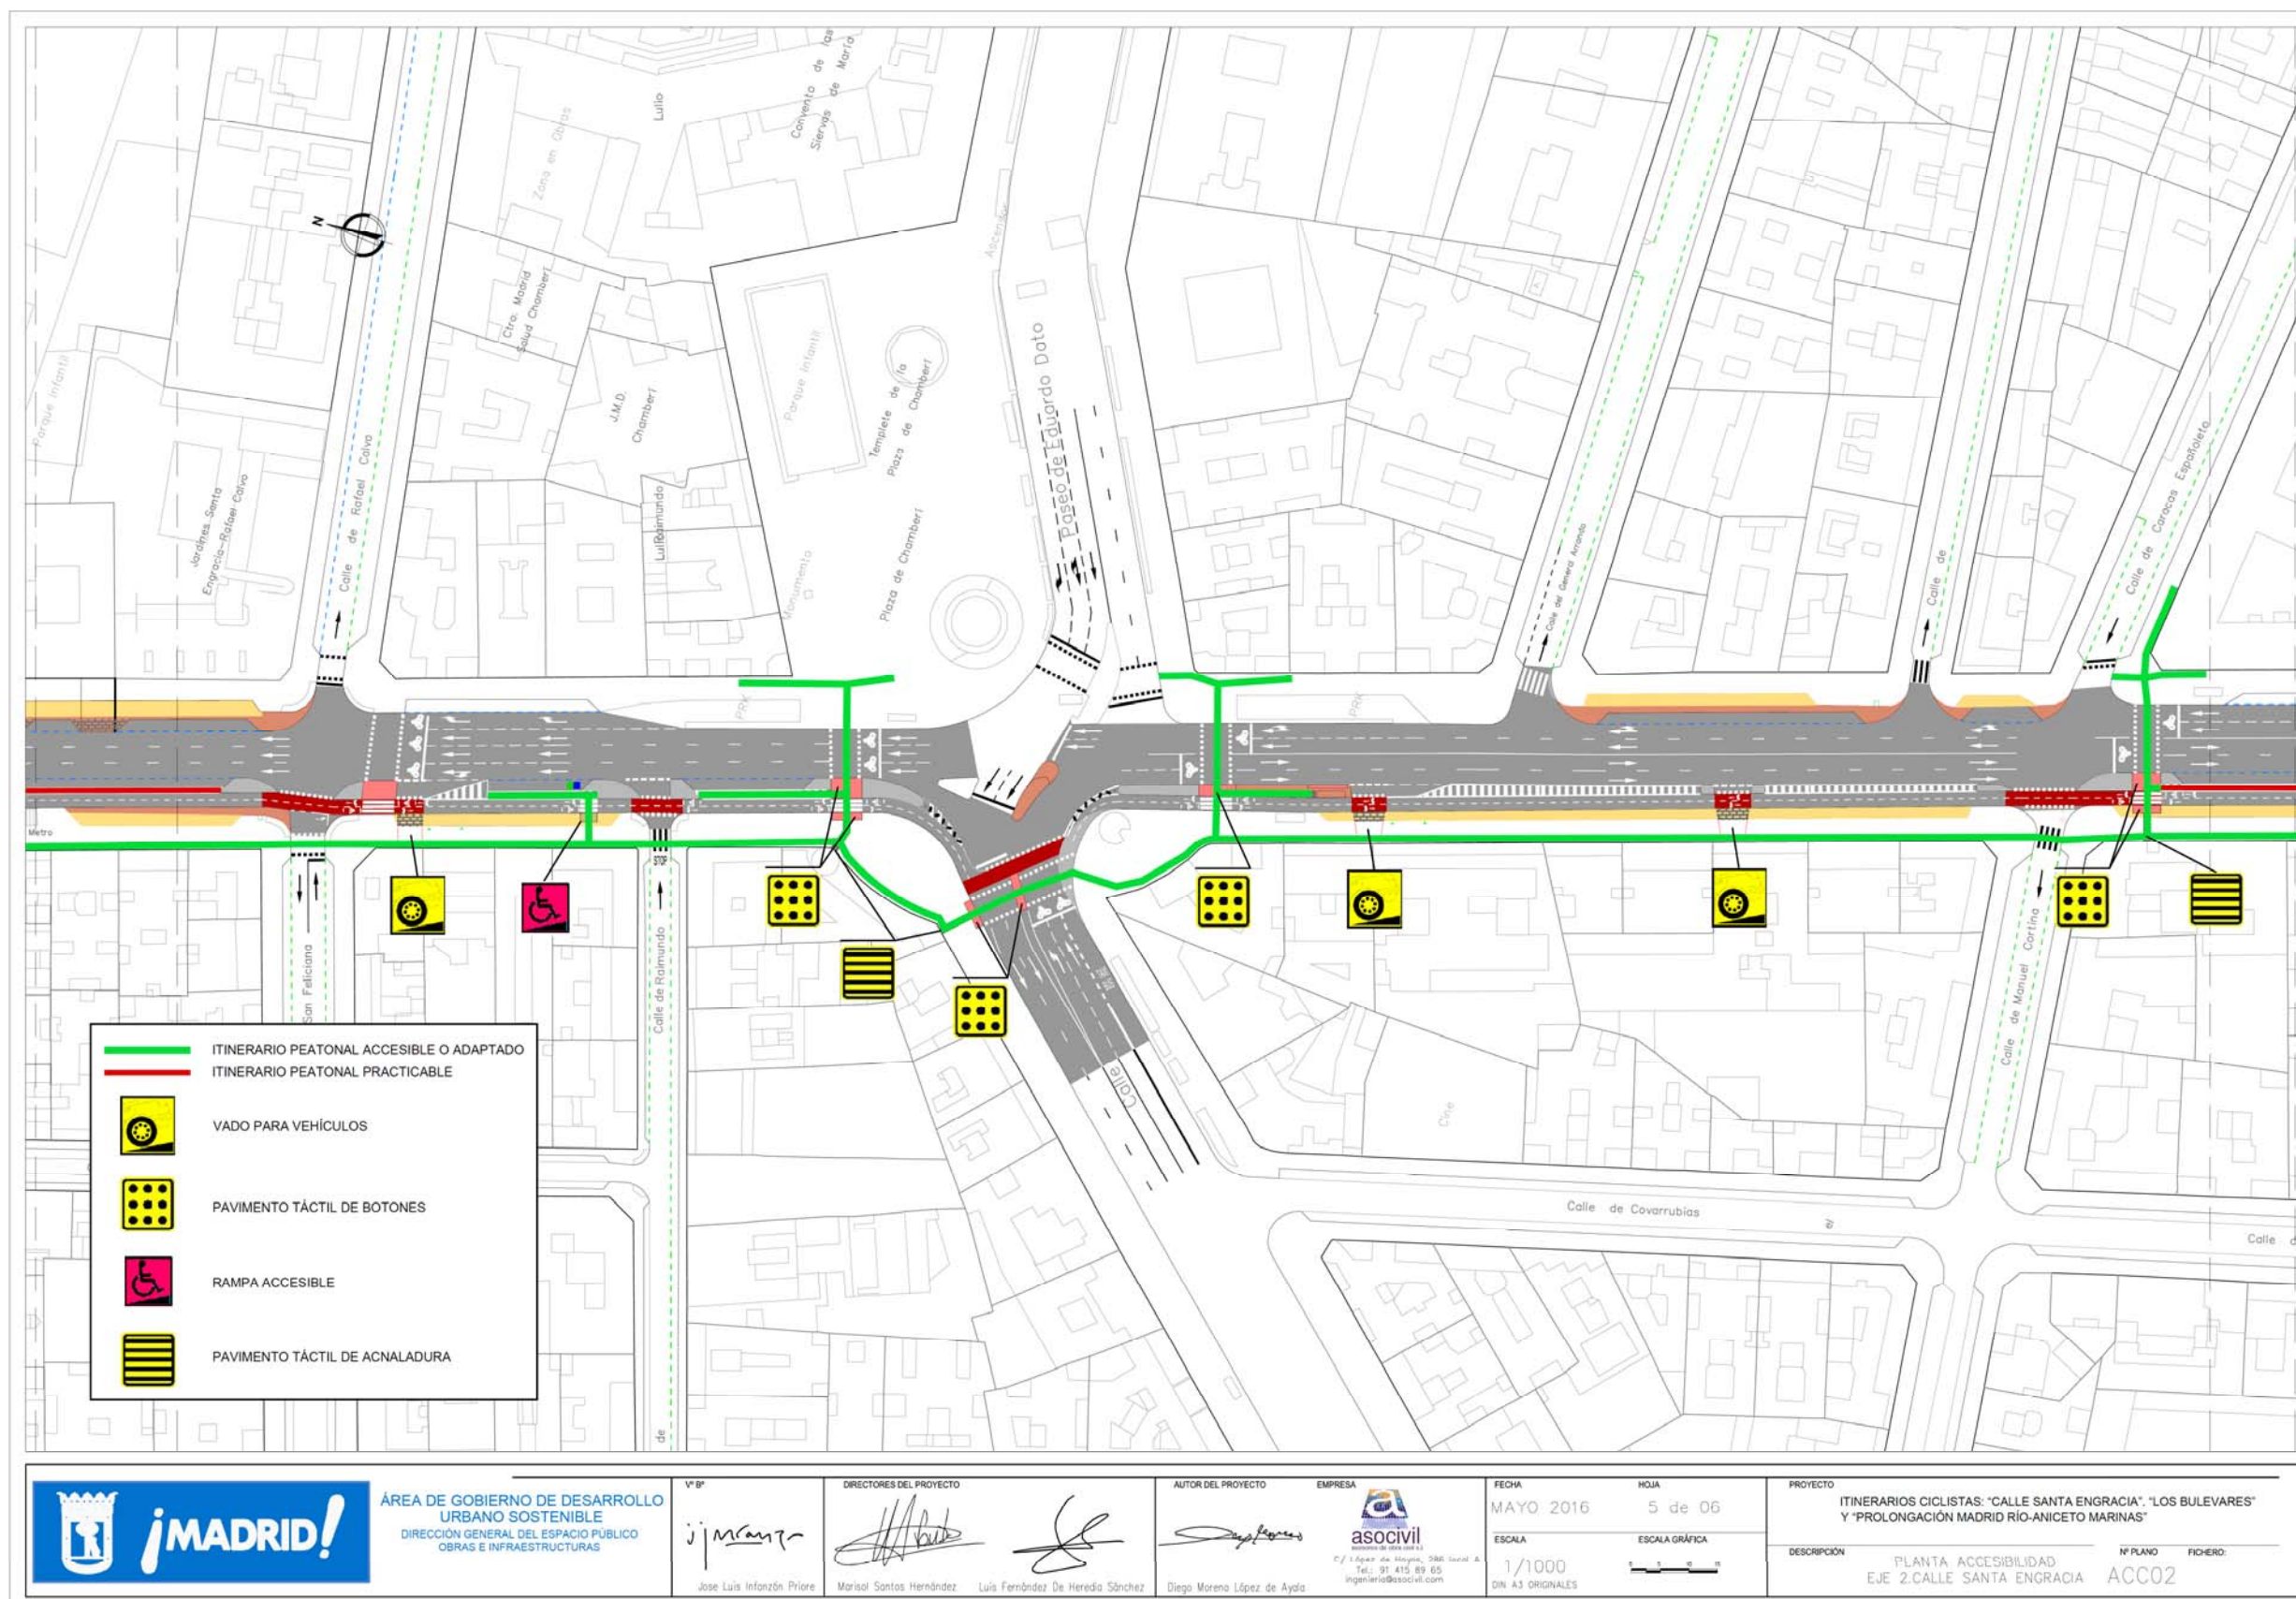 Convento de las
Siervas de María
Lulio
Zona en Obras
N
Ctro. Madrid
Salud Chamberí
J.M.D.
Chamberí
Parque Infantil
Parque Infantil
Templete de la
Plaza de Chamberí
Ascensor
Paseo de Eduardo Dato
Calle de Rafael Calvo
Jardines Santa
Engracia-Rafael Calvo
Monumento
Plaza de Chamberí
Calle del General Arrando
Calle de
Calle de Caracas Españoleto
PRK
PRK
Metro
STOP
San Feliciana
Calle de Raimundo
Calle de Manuel Cortina
Calle
Cine
Calle de Covarrubias
el
Calle
de
ITINERARIO PEATONAL ACCESIBLE O ADAPTADO
ITINERARIO PEATONAL PRACTICABLE
VADO PARA VEHÍCULOS
PAVIMENTO TÁCTIL DE BOTONES
RAMPA ACCESIBLE
PAVIMENTO TÁCTIL DE ACNALADURA
¡MADRID!
ÁREA DE GOBIERNO DE DESARROLLO
URBANO SOSTENIBLE
DIRECCIÓN GENERAL DEL ESPACIO PÚBLICO
OBRAS E INFRAESTRUCTURAS
Vº Bº
Jose Luis Infanzón Priore
DIRECTORES DEL PROYECTO
Marisol Santos Hernández
Luis Fernández De Heredia Sánchez
AUTOR DEL PROYECTO
Diego Moreno López de Ayala
EMPRESA
asocivil
Tel.: 91 415 89 65
ingenieria@asocivil.com
FECHA
MAYO 2016
HOJA
5 de 06
ESCALA
1/1000
DIN A3 ORIGINALES
ESCALA GRÁFICA
PROYECTO
ITINERARIOS CICLISTAS: "CALLE SANTA ENGRACIA". "LOS BULEVARES"
Y "PROLONGACIÓN MADRID RÍO-ANICETO MARINAS"
DESCRIPCIÓN
PLANTA ACCESIBILIDAD
EJE 2.CALLE SANTA ENGRACIA
Nº PLANO
ACC02
FICHERO: